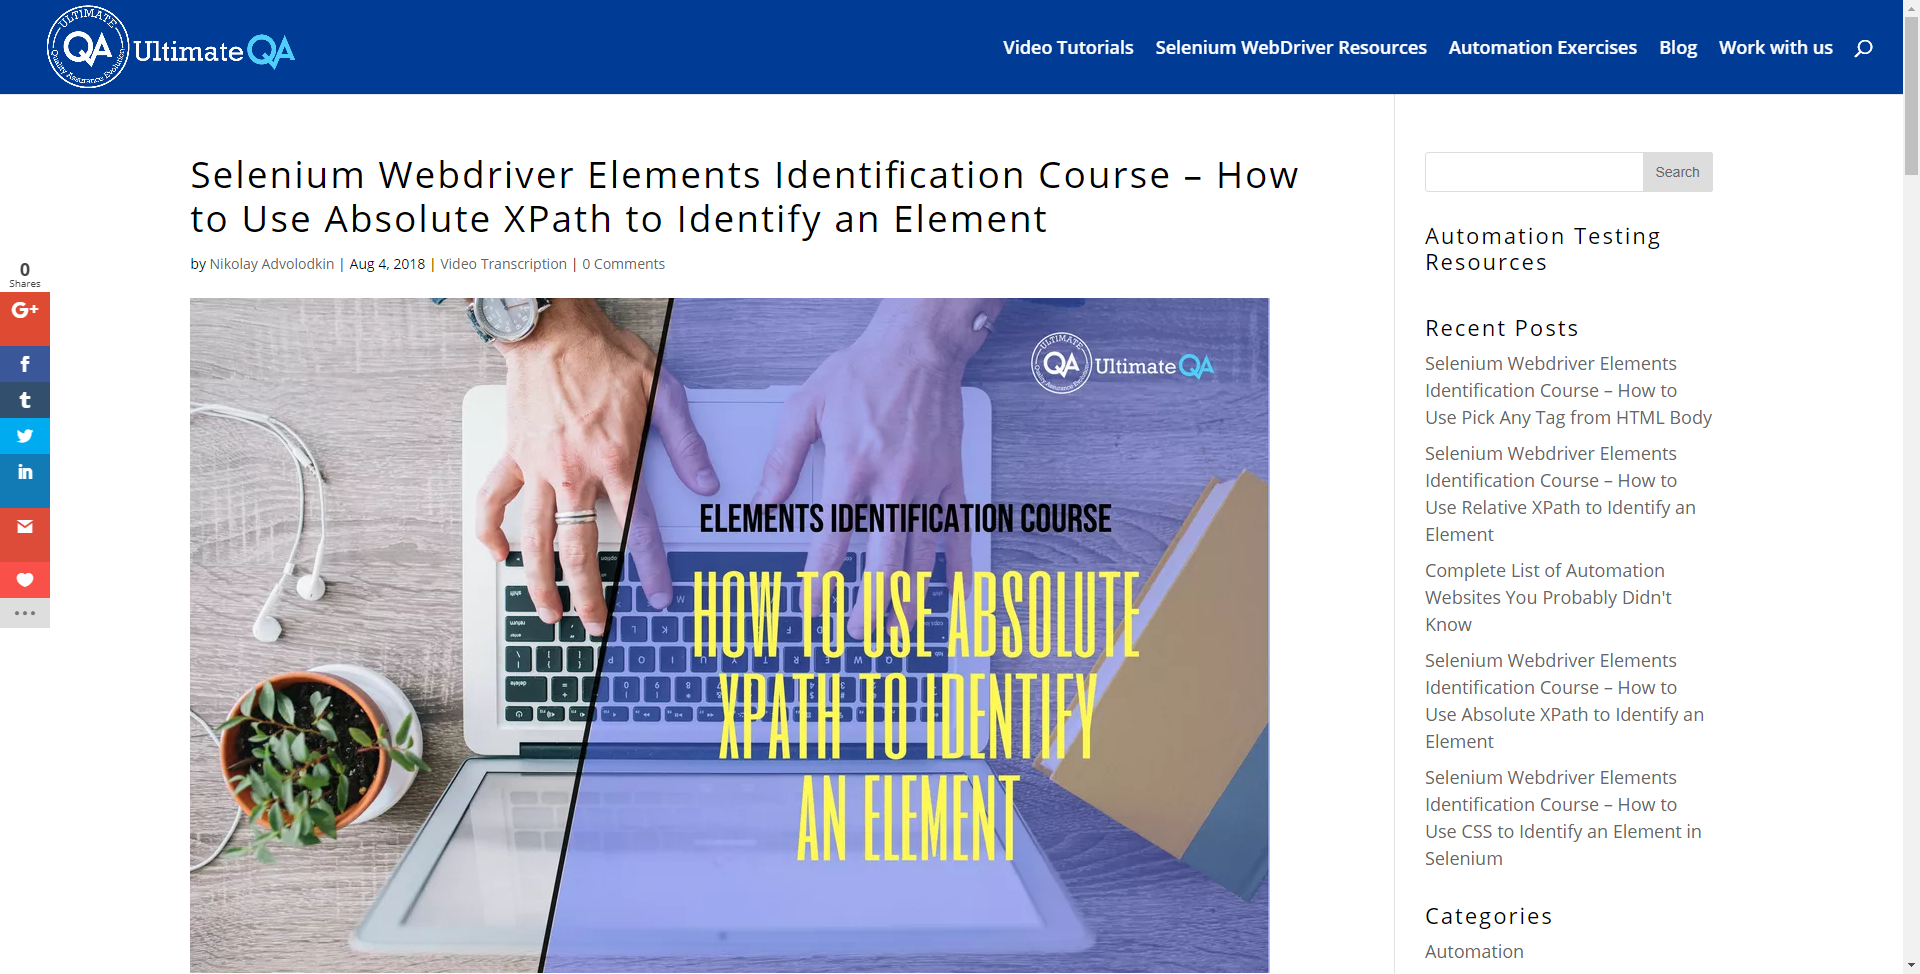 ULTIMATE
QA
Quality Assurance Evolution
UltimateQA
Video Tutorials
Selenium WebDriver Resources
Automation Exercises
Blog
Work with us
Selenium Webdriver Elements Identification Course – How
to Use Absolute XPath to Identify an Element
by Nikolay Advolodkin | Aug 4, 2018 | Video Transcription | 0 Comments
0
Shares
G+
f
t
in
ULTIMATE
QA
UltimateQA
ELEMENTS IDENTIFICATION COURSE
HOW TO USE ABSOLUTE
XPATH TO IDENTIFY
AN ELEMENT
Search
Automation Testing
Resources
Recent Posts
Selenium Webdriver Elements
Identification Course – How to
Use Pick Any Tag from HTML Body
Selenium Webdriver Elements
Identification Course – How to
Use Relative XPath to Identify an
Element
Complete List of Automation
Websites You Probably Didn't
Know
Selenium Webdriver Elements
Identification Course – How to
Use Absolute XPath to Identify an
Element
Selenium Webdriver Elements
Identification Course – How to
Use CSS to Identify an Element in
Selenium
Categories
Automation